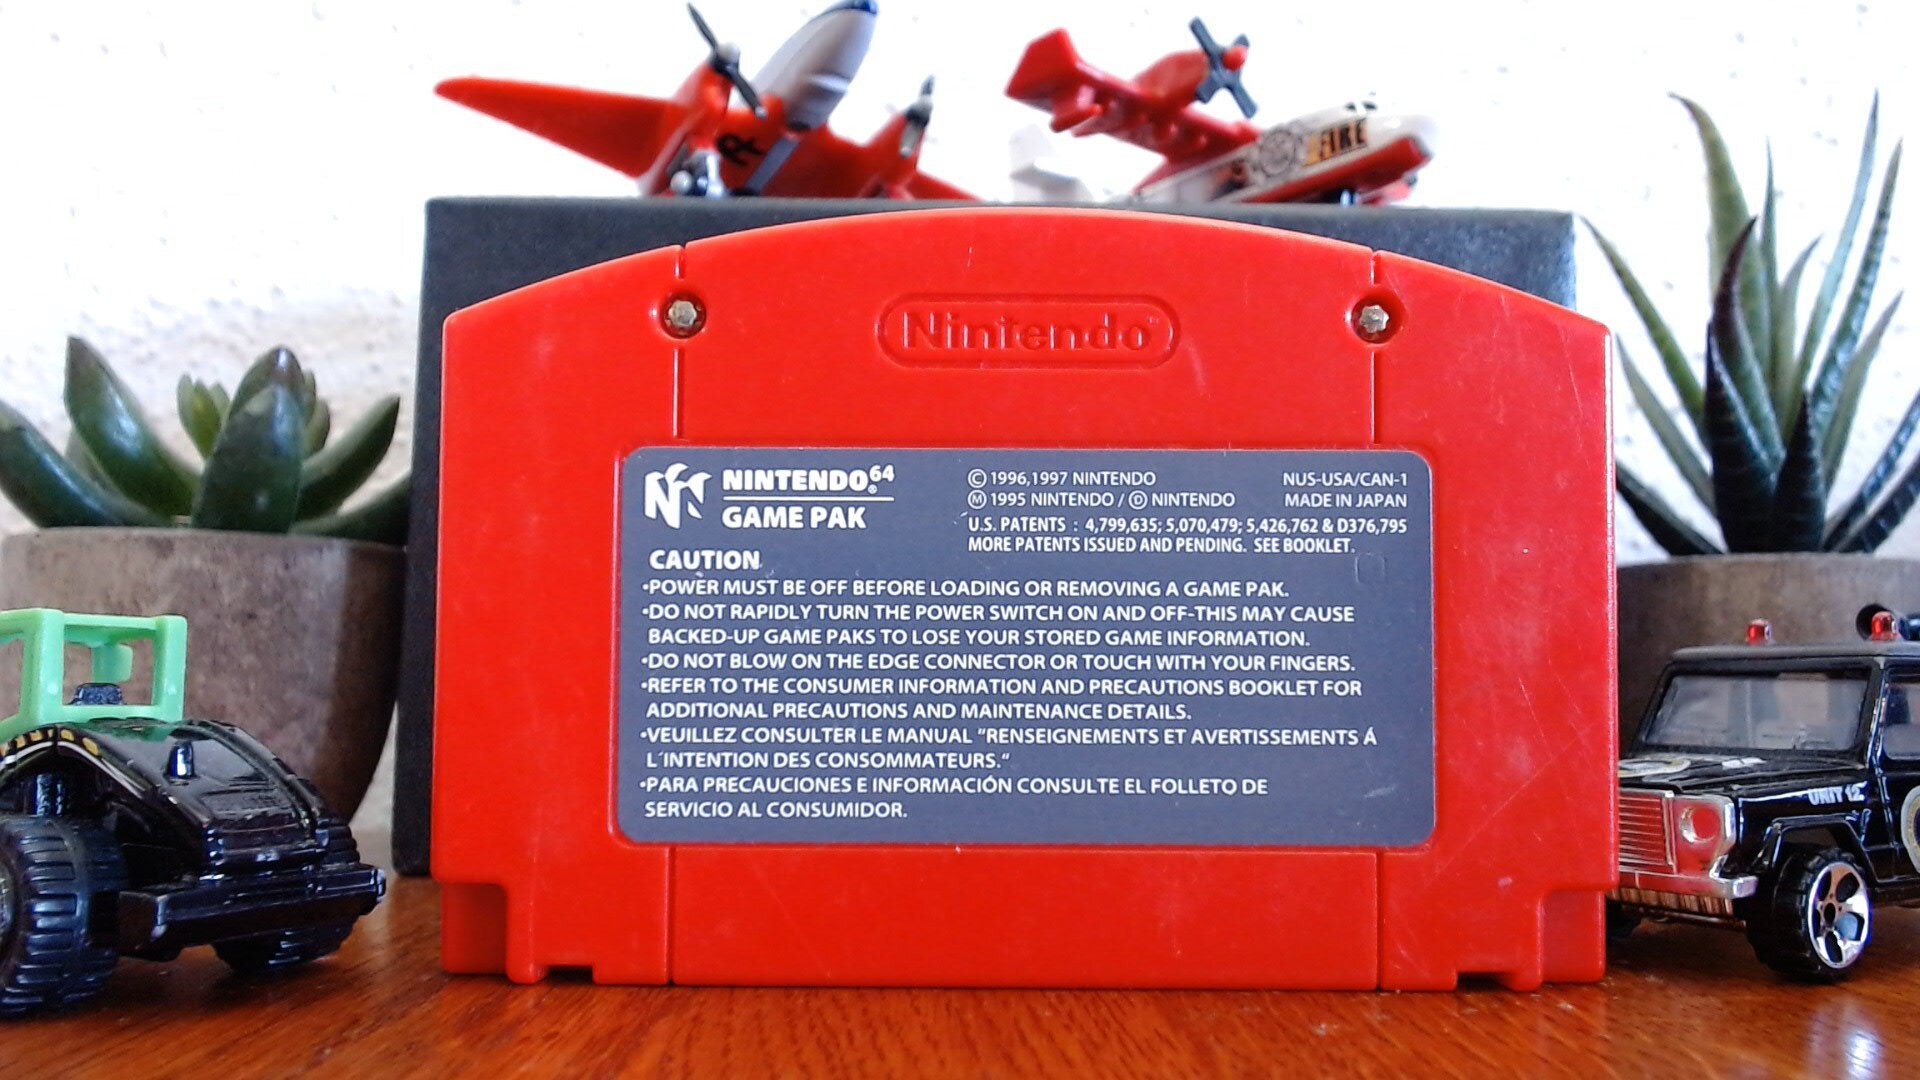 FIRE
Nintendo
NINTENDO 64®
GAME PAK
© 1996,1997 NINTENDO
Ⓜ 1995 NINTENDO / Ⓓ NINTENDO
NUS-USA/CAN-1
MADE IN JAPAN
U.S. PATENTS : 4,799,635; 5,070,479; 5,426,762 & D376,795
MORE PATENTS ISSUED AND PENDING. SEE BOOKLET.
CAUTION
•POWER MUST BE OFF BEFORE LOADING OR REMOVING A GAME PAK.
•DO NOT RAPIDLY TURN THE POWER SWITCH ON AND OFF-THIS MAY CAUSE
BACKED-UP GAME PAKS TO LOSE YOUR STORED GAME INFORMATION.
•DO NOT BLOW ON THE EDGE CONNECTOR OR TOUCH WITH YOUR FINGERS.
•REFER TO THE CONSUMER INFORMATION AND PRECAUTIONS BOOKLET FOR
ADDITIONAL PRECAUTIONS AND MAINTENANCE DETAILS.
•VEUILLEZ CONSULTER LE MANUAL "RENSEIGNEMENTS ET AVERTISSEMENTS Á
L'INTENTION DES CONSOMMATEURS."
•PARA PRECAUCIONES E INFORMACIÓN CONSULTE EL FOLLETO DE
SERVICIO AL CONSUMIDOR.
UNIT 12